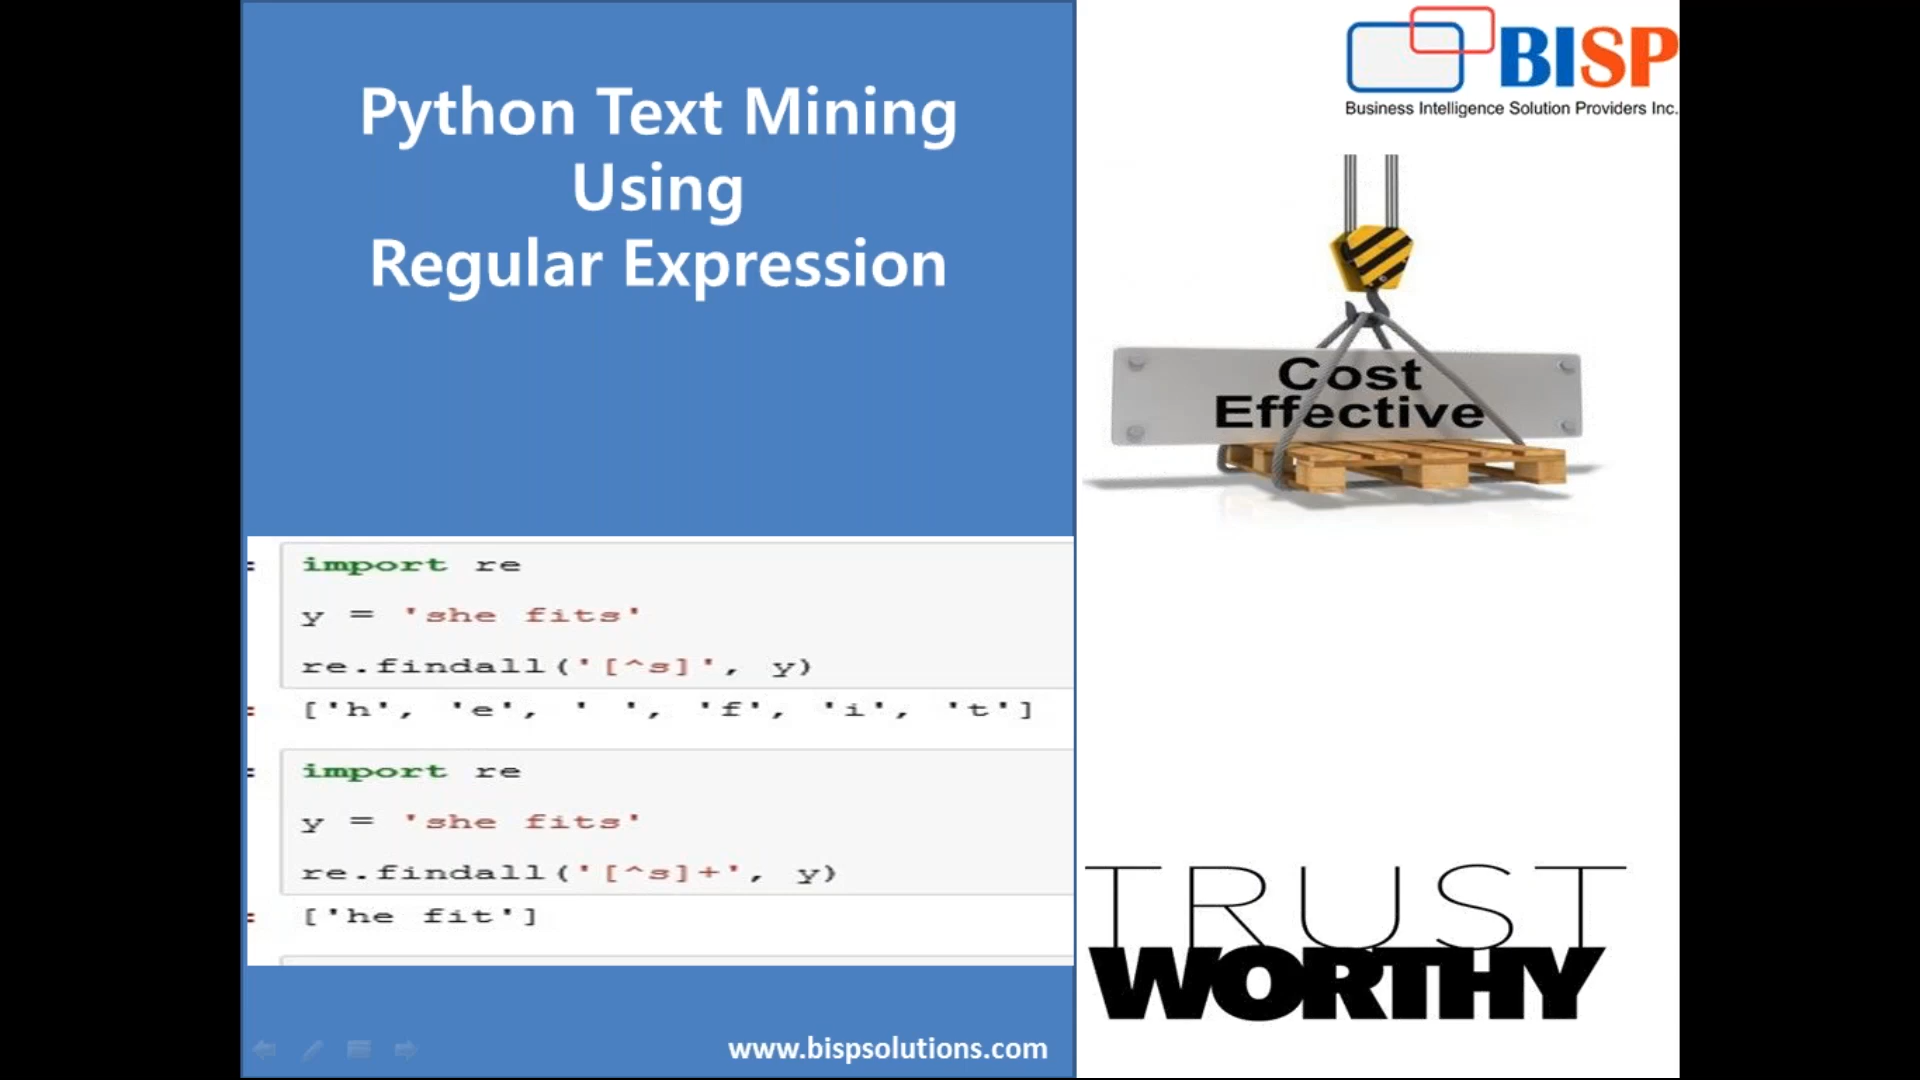 Python Text Mining
Using
Regular Expression
import re
y = 'she fits'
re.findall('[^s]', y)
['h', 'e', ' ', 'f', 'i', 't']
import re
y = 'she fits'
re.findall('[^s]+', y)
['he fit']
www.bispsolutions.com
BISP
Business Intelligence Solution Providers Inc.
Cost
Effective
TRUST
WORTHY